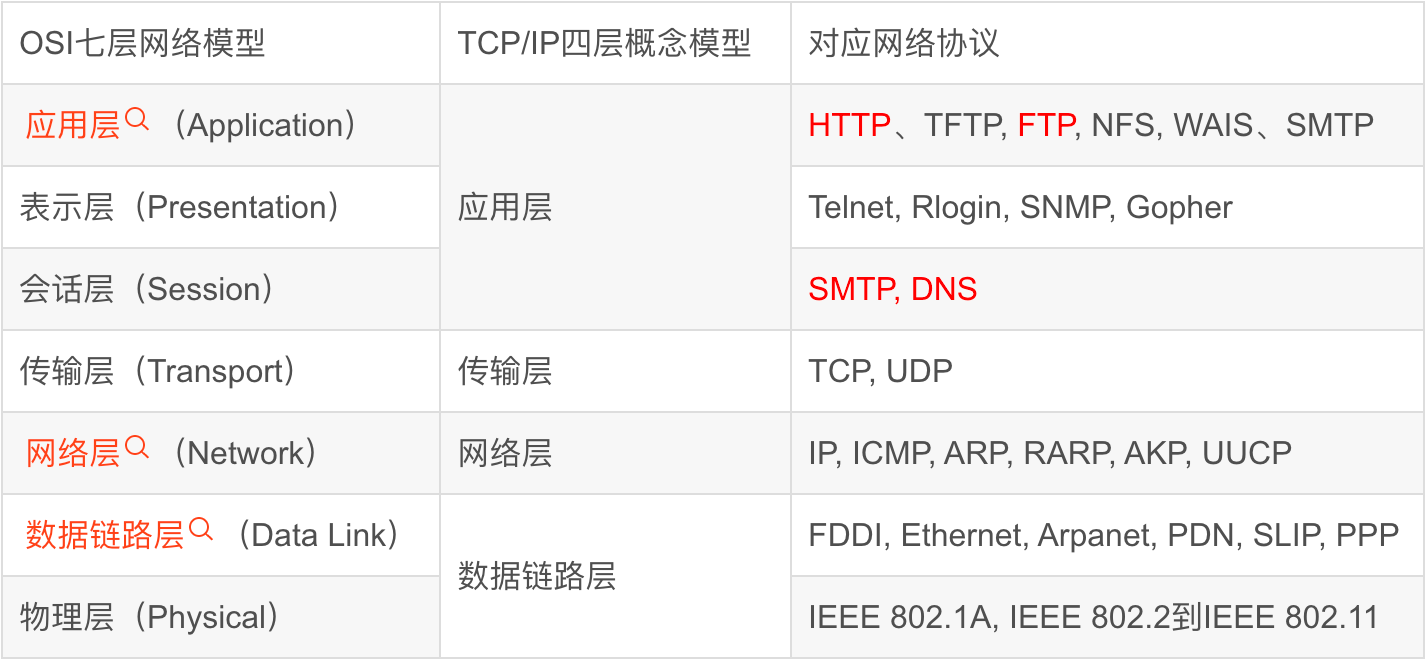 OSI七层网络模型 TCP/IP四层概念模型 对应网络协议
应用层（Application） HTTP、TFTP, FTP, NFS, WAIS、SMTP
表示层（Presentation） 应用层 Telnet, Rlogin, SNMP, Gopher
会话层（Session） SMTP, DNS
传输层（Transport） 传输层 TCP, UDP
网络层（Network） 网络层 IP, ICMP, ARP, RARP, AKP, UUCP
数据链路层（Data Link） FDDI, Ethernet, Arpanet, PDN, SLIP, PPP
数据链路层
物理层（Physical） IEEE 802.1A, IEEE 802.2到IEEE 802.11